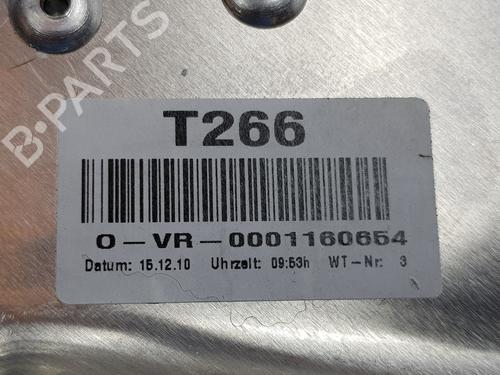 B-PARTS
T266
O-VR-0001160654
Datum: 15.12.10 Uhrzeit: 09:53h WT-Nr: 3